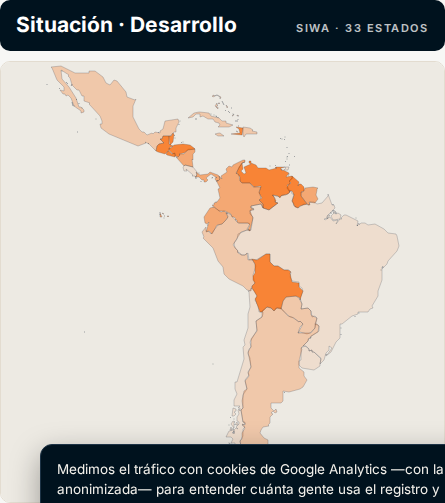 Situación · Desarrollo
SIWA · 33 ESTADOS
Medimos el tráfico con cookies de Google Analytics —con la
anonimizada— para entender cuánta gente usa el registro y